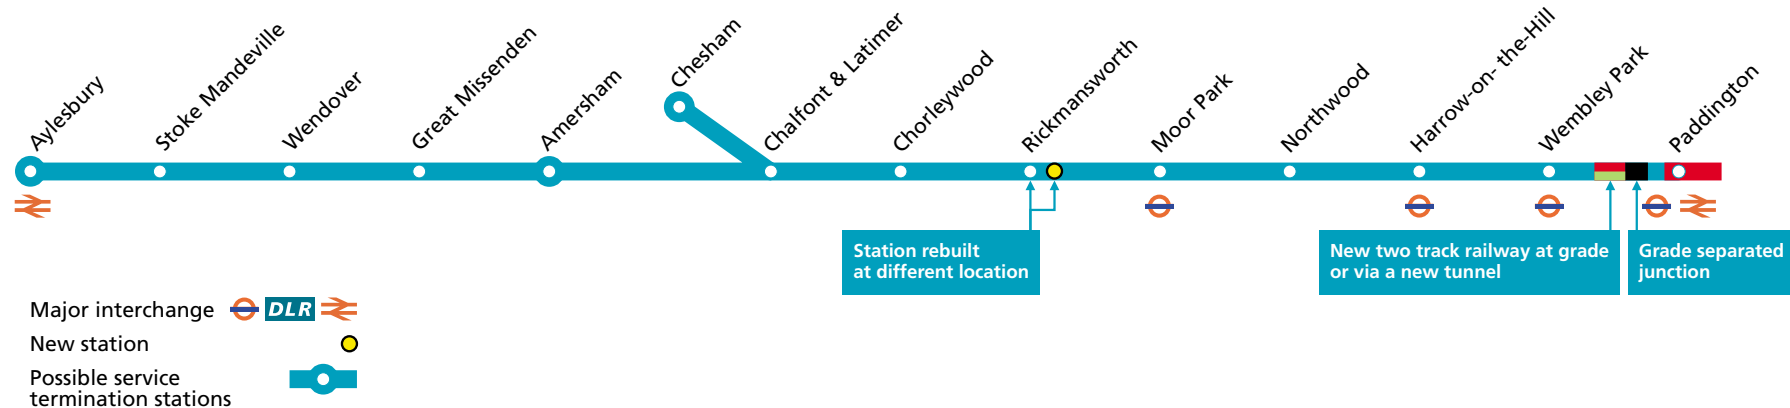 Aylesbury
Stoke Mandeville
Wendover
Great Missenden
Amersham
Chesham
Chalfont & Latimer
Chorleywood
Rickmansworth
Moor Park
Northwood
Harrow-on- the-Hill
Wembley Park
Paddington
Station rebuilt
at different location
New two track railway at grade
or via a new tunnel
Grade separated
junction
Major interchange DLR
New station
Possible service
termination stations